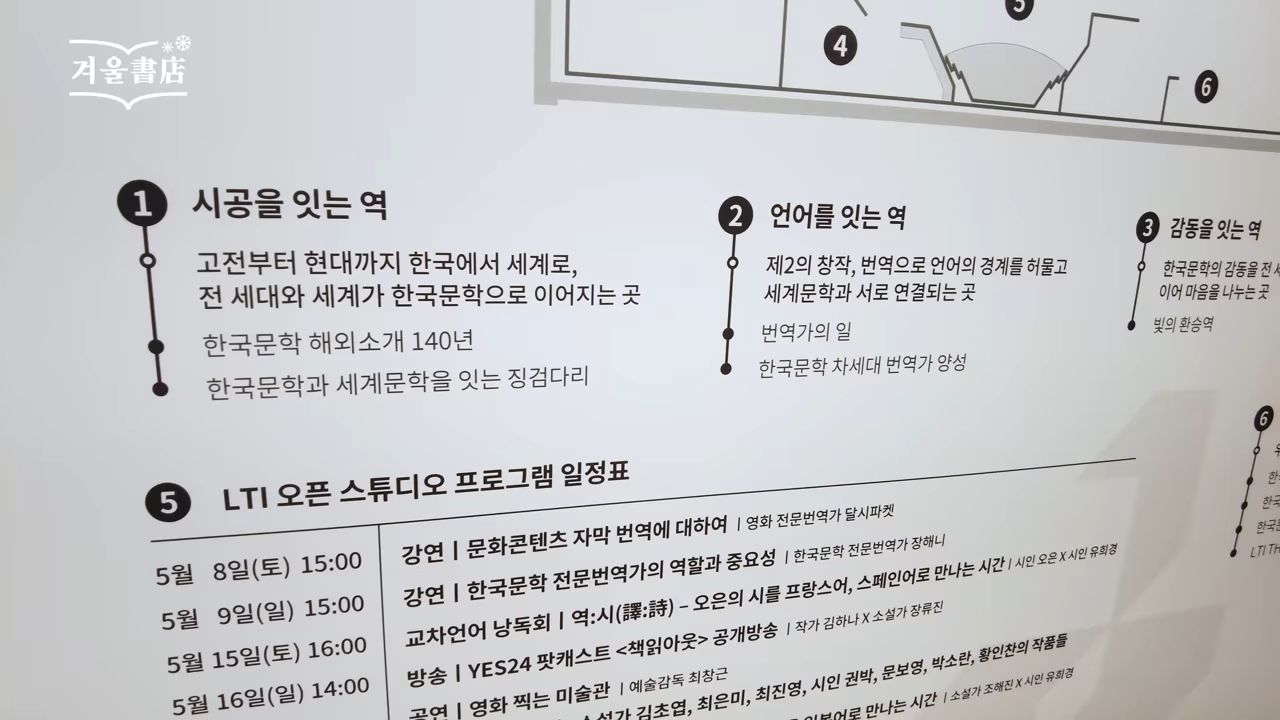 겨울書店
4
5
6
1 시공을 잇는 역
고전부터 현대까지 한국에서 세계로,
전 세대와 세계가 한국문학으로 이어지는 곳
한국문학 해외소개 140년
한국문학과 세계문학을 잇는 징검다리
2 언어를 잇는 역
제2의 창작, 번역으로 언어의 경계를 허물고
세계문학과 서로 연결되는 곳
번역가의 일
한국문학 차세대 번역가 양성
3 감동을 잇는 역
한국문학의 감동을 전
이어 마음을 나누는 곳
빛의 환승역
6
LTI
5 LTI 오픈 스튜디오 프로그램 일정표
5월 8일(토) 15:00 강연 | 문화콘텐츠 자막 번역에 대하여 | 영화 전문번역가 달시파켓
5월 9일(일) 15:00 강연 | 한국문학 전문번역가의 역할과 중요성 | 한국문학 전문번역가 장해니
5월 15일(토) 16:00 교차언어 낭독회 | 역:시(譯:詩) – 오은의 시를 프랑스어, 스페인어로 만나는 시간 | 시인 오은 X 시인 유희경
5월 16일(일) 14:00 방송 | YES24 팟캐스트 <책읽아웃> 공개방송 | 작가 김하나 X 소설가 장류진
공연 | 영화 찍는 미술관 | 예술감독 최창근
소설가 김초엽, 최은미, 최진영, 시인 권박, 문보영, 박소란, 황인찬의 작품들
일본어로 만나는 시간 | 소설가 조해진 X 시인 유희경